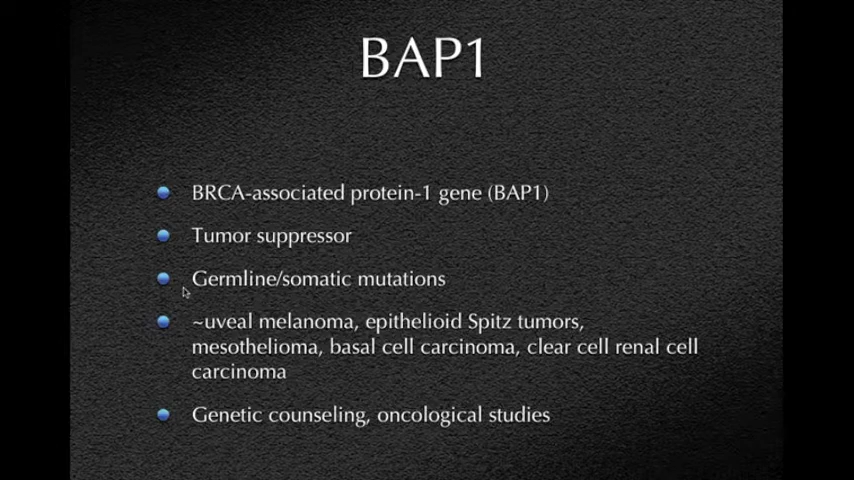 BAP1
BRCA-associated protein-1 gene (BAP1)
Tumor suppressor
Germline/somatic mutations
~uveal melanoma, epithelioid Spitz tumors,
mesothelioma, basal cell carcinoma, clear cell renal cell
carcinoma
Genetic counseling, oncological studies